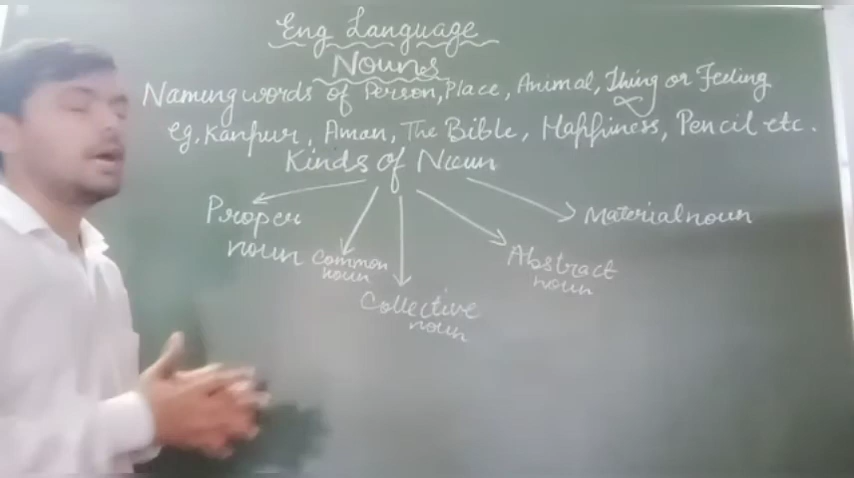 Eng Language
Nouns
Naming words of Person, Place, Animal, Thing or Feeling
eg, Kanpur, Aman, The Bible, Happiness, Pencil etc.
Kinds of Noun
Proper
noun
Common
noun
Collective
noun
Abstract
noun
Material noun